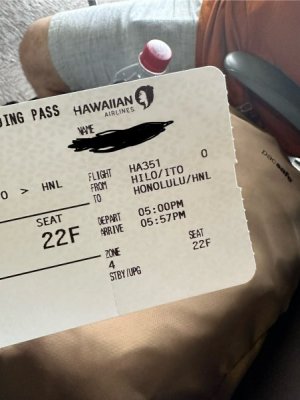 DING PASS
HAWAIIAN
AIRLINES.
NAME
FLIGHT HA351 O
FROM HILO/ITO
TO HONOLULU/HNL
O > HNL
DEPART 05:00PM
ARRIVE 05:57PM
SEAT
22F
ZONE
4
STBY/UPG
SEAT
22F
pacsafe